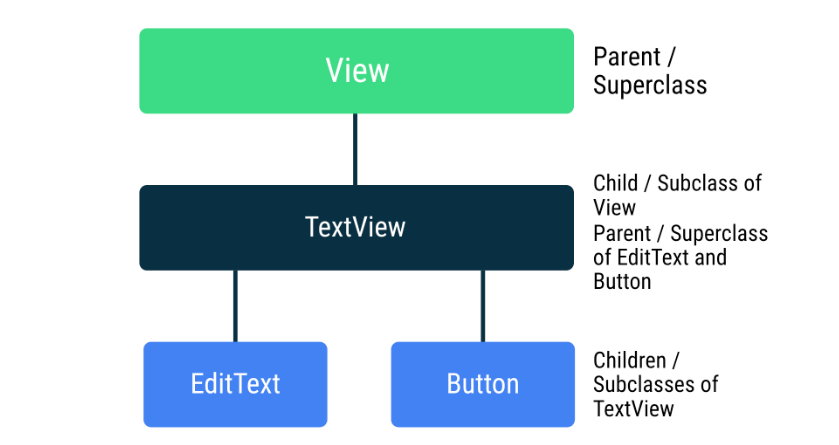 View
Parent /
Superclass
TextView
Child / Subclass of
View
Parent / Superclass
of EditText and
Button
EditText
Button
Children /
Subclasses of
TextView